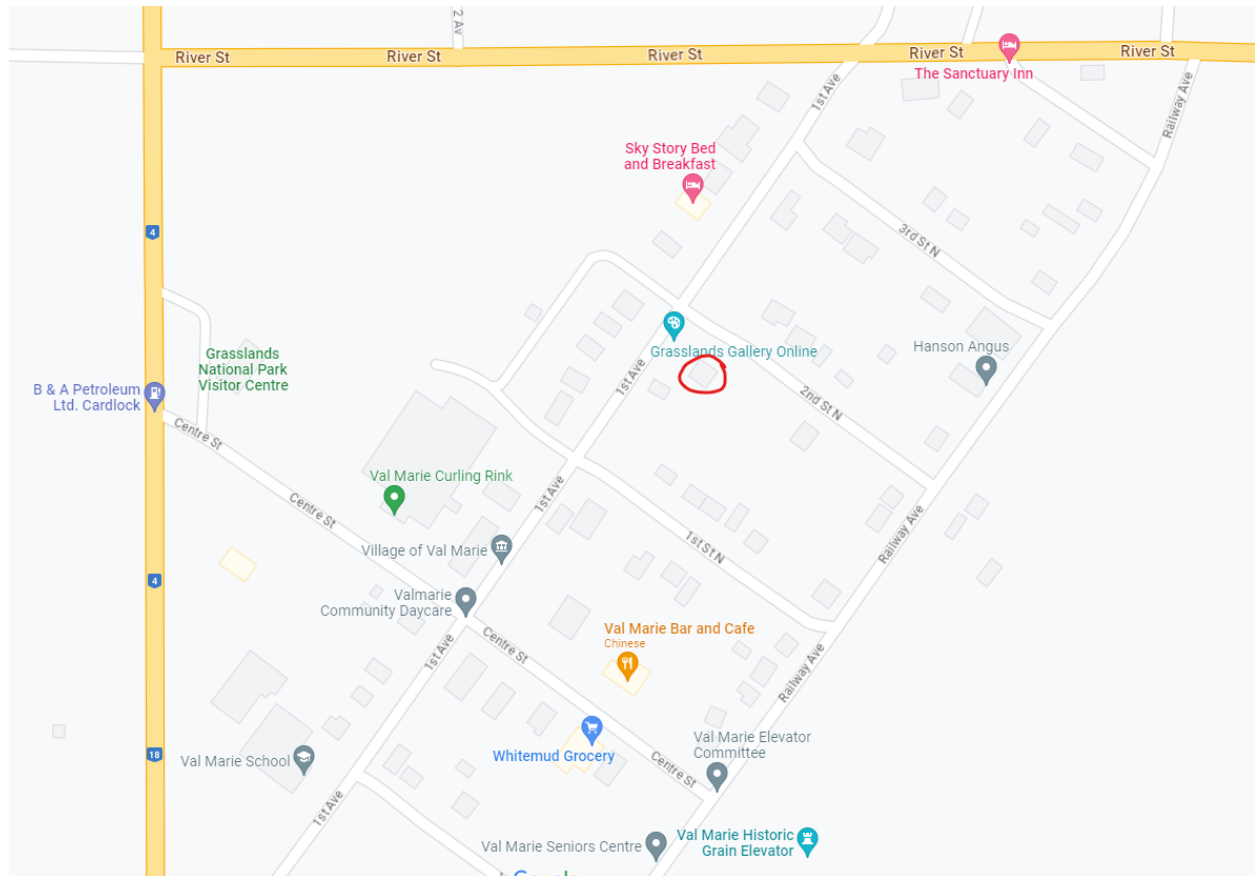 2 Av
River St
River St
River St
River St
River St
The Sanctuary Inn
1st Ave
Railway Ave
Sky Story Bed
and Breakfast
4
3rd St N
Grasslands Gallery Online
Hanson Angus
Grasslands
National Park
Visitor Centre
1st Ave
2nd St N
B & A Petroleum
Ltd. Cardlock
Centre St
Val Marie Curling Rink
Centre St
1st Ave
Village of Val Marie
1st St N
Railway Ave
4
Valmarie
Community Daycare
Centre St
1st Ave
Val Marie Bar and Cafe
Chinese
Railway Ave
18
Val Marie School
Whitemud Grocery
Val Marie Elevator
Committee
Centre St
1st Ave
Val Marie Seniors Centre
Val Marie Historic
Grain Elevator
Google